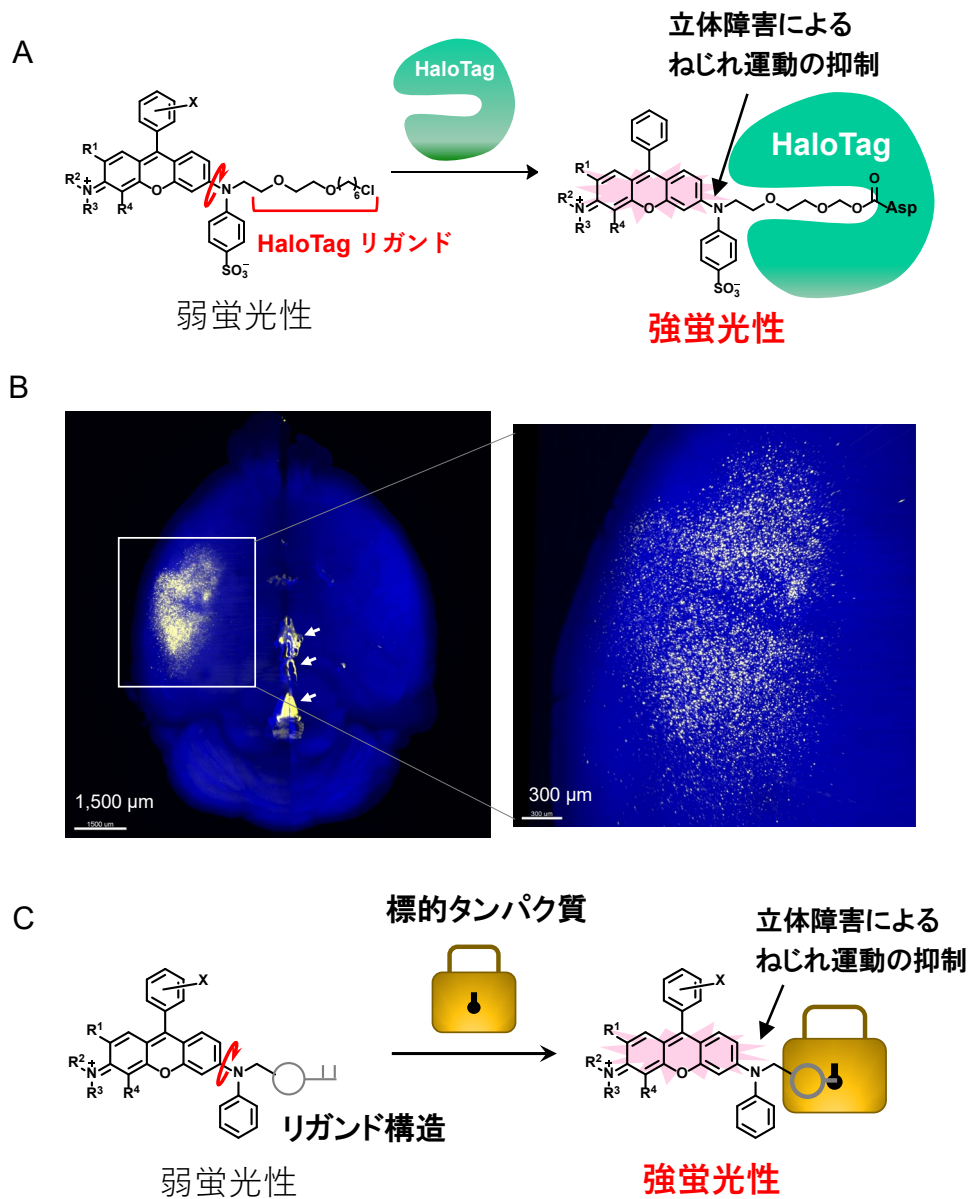 A
HaloTag
立体障害による
ねじれ運動の抑制
X
R¹
R²
N
+
R³
R⁴
O
N
O
O
( )₆
Cl
SO₃⁻
HaloTag リガンド
弱蛍光性
HaloTag
R¹
R²
N
+
R³
R⁴
O
N
O
O
O
O
Asp
SO₃⁻
強蛍光性
B
1,500 μm
1500 um
300 μm
300 um
C
標的タンパク質
立体障害による
ねじれ運動の抑制
X
R¹
R²
N
+
R³
R⁴
O
N
リガンド構造
弱蛍光性
X
R¹
R²
N
+
R³
R⁴
O
N
強蛍光性